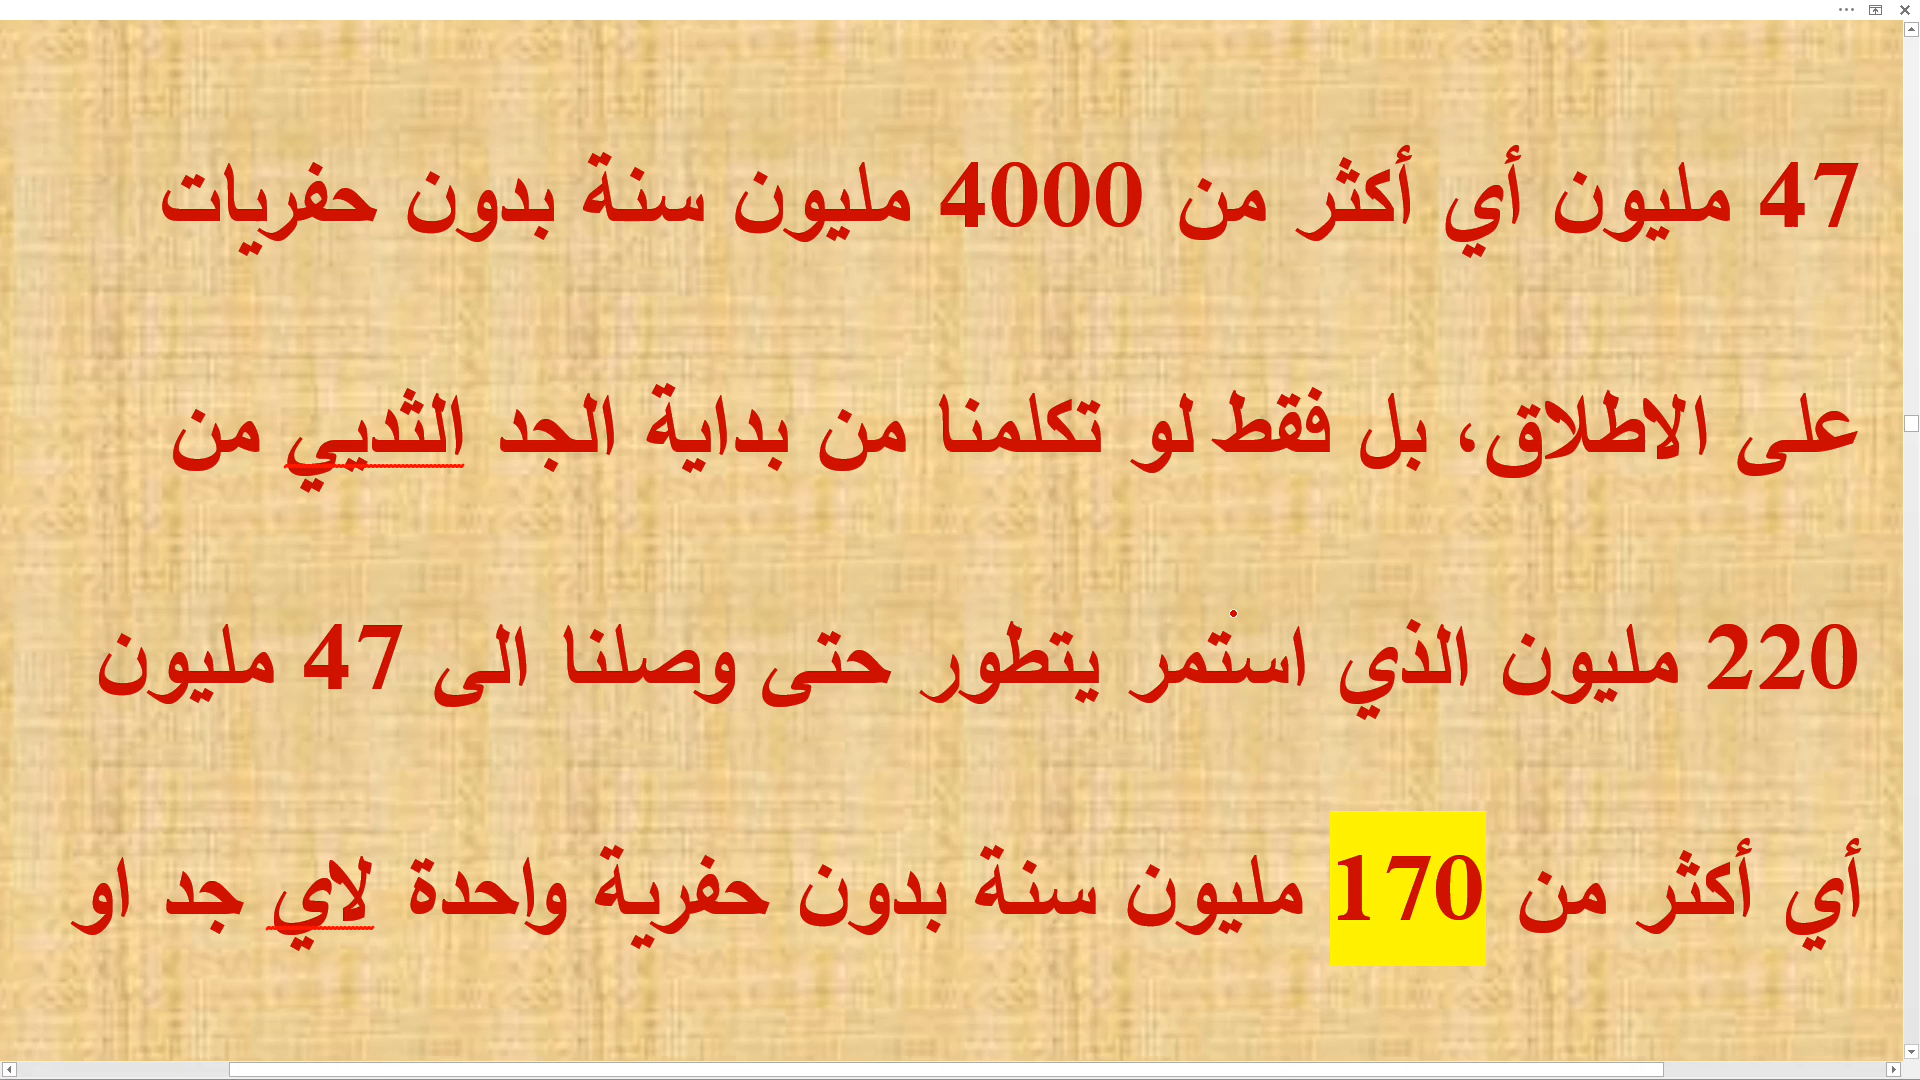 47 مليون أي أكثر من 4000 مليون سنة بدون حفريات
على الاطلاق، بل فقط لو تكلمنا من بداية الجد الثديي من
220 مليون الذي استمر يتطور حتى وصلنا الى 47 مليون
أي أكثر من 170 مليون سنة بدون حفرية واحدة لاي جد او